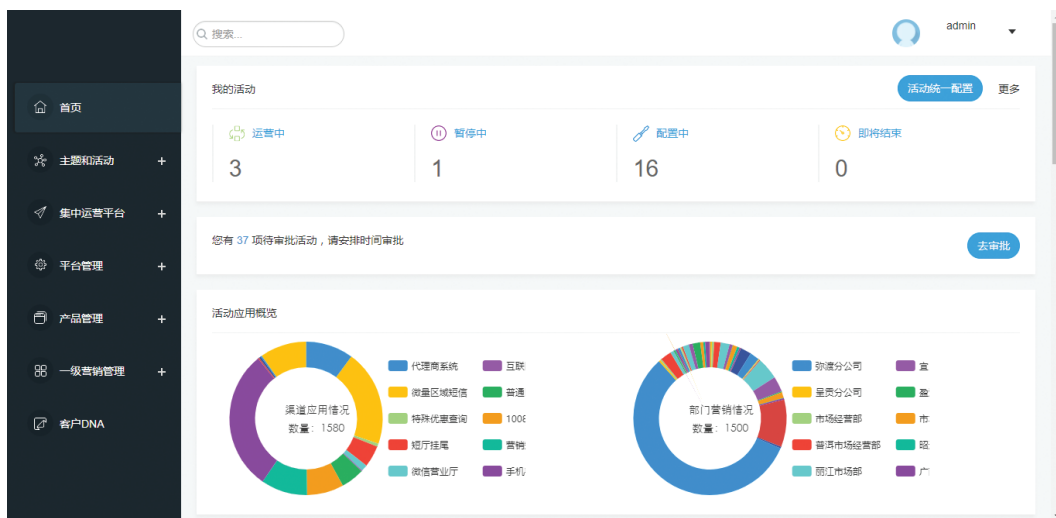 搜索...
admin
首页
主题和活动
集中运营平台
平台管理
产品管理
一级营销管理
客户DNA
我的活动
活动统一配置
更多
运营中
3
暂停中
1
配置中
16
即将结束
0
您有 37 项待审批活动，请安排时间审批
去审批
活动应用概览
渠道应用情况
数量: 1580
代理商系统
互联
微量区域短信
普通
特殊优惠查询
1008
短厅挂尾
营销
微信营业厅
手机
部门营销情况
数量: 1500
弥渡分公司
宣
呈贡分公司
盈
市场经营部
市
普洱市场经营部
昭
丽江市场部
广